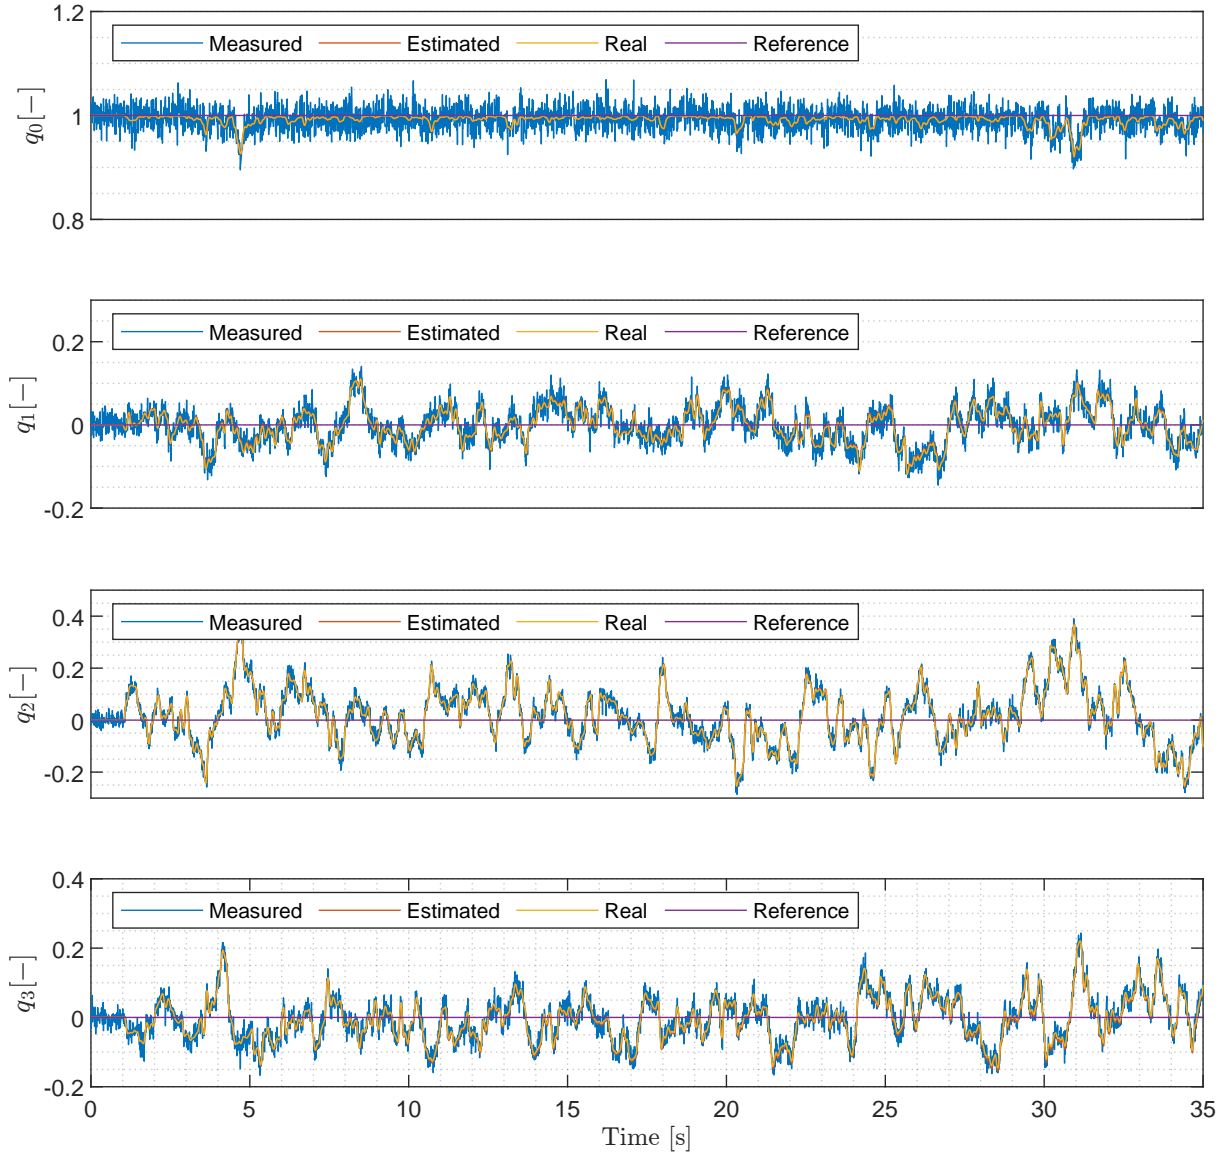 1.2
Measured Estimated Real Reference
1
q0[−]
0.8
Measured Estimated Real Reference
0.2
q1[−]
0
-0.2
Measured Estimated Real Reference
0.4
0.2
q2[−]
0
-0.2
0.4
Measured Estimated Real Reference
0.2
q3[−]
0
-0.2
0 5 10 15 20 25 30 35
Time [s]